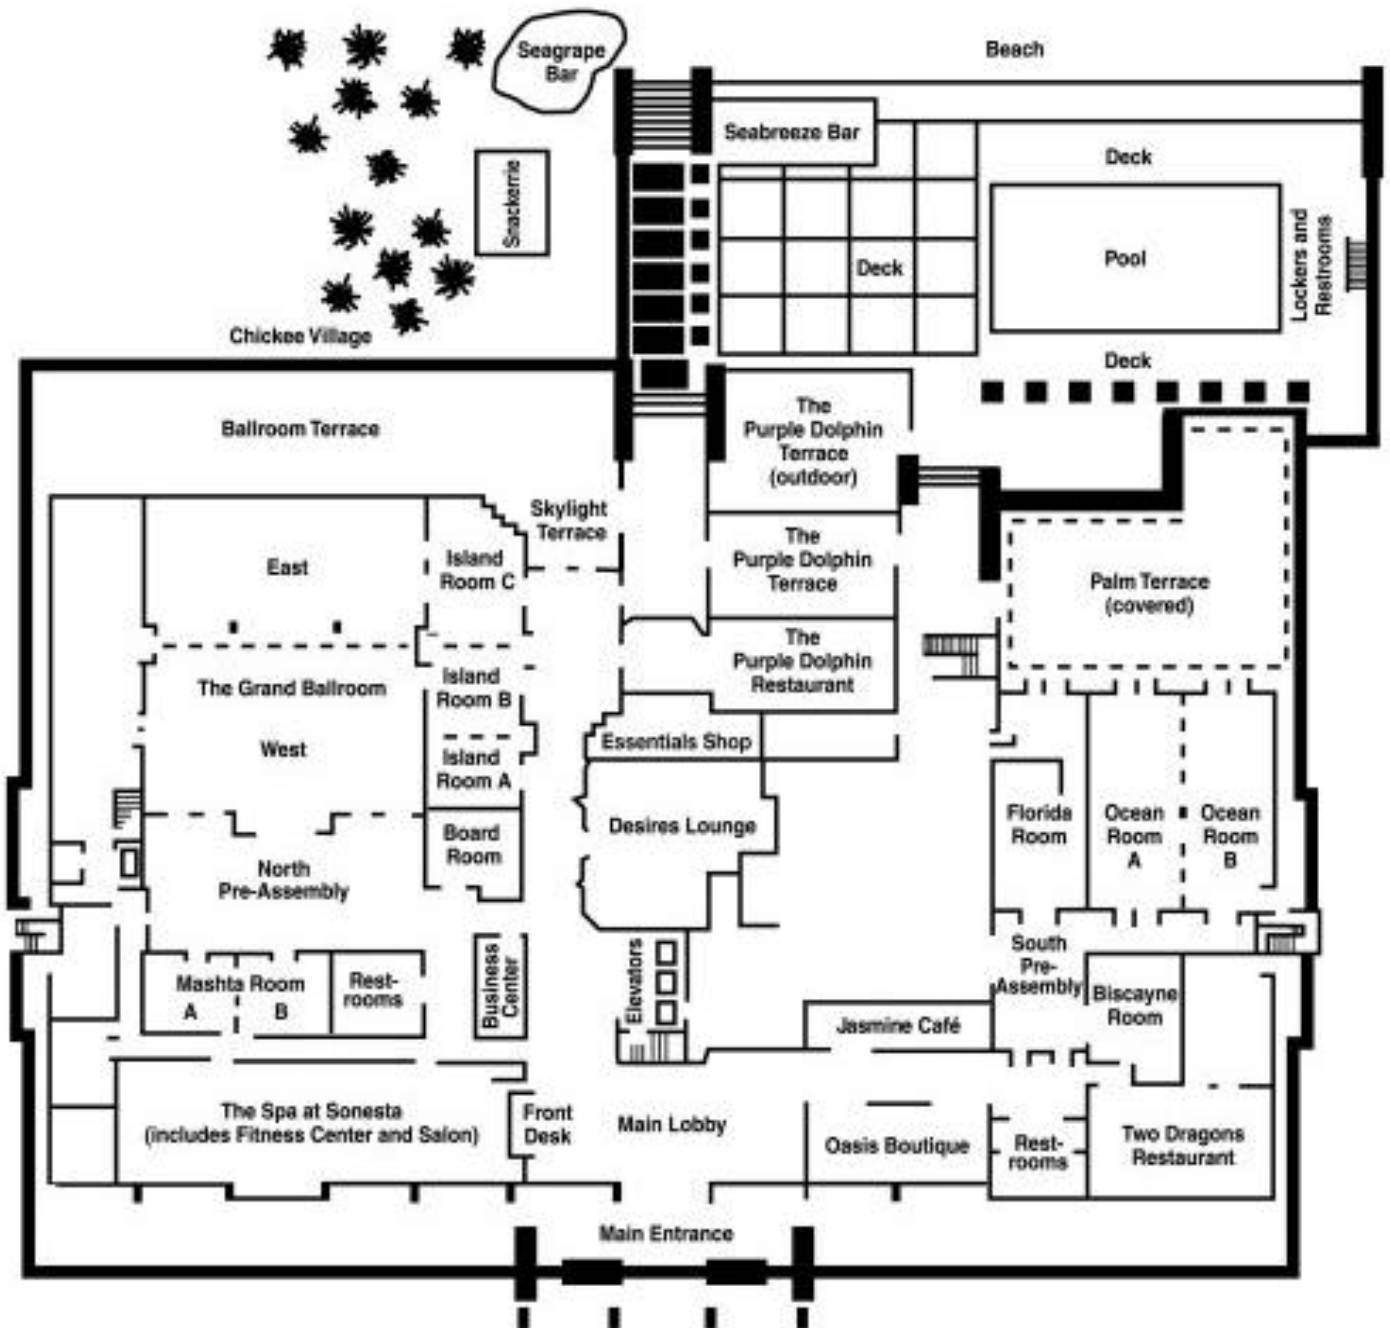 Seagrape
Bar
Beach
Seabreeze Bar
Deck
Snackerrie
Pool
Lockers and
Restrooms
Deck
Chickee Village
Deck
Ballroom Terrace
The
Purple Dolphin
Terrace
(outdoor)
Skylight
Terrace
East
Island
Room C
The
Purple Dolphin
Terrace
Palm Terrace
(covered)
The
Purple Dolphin
Restaurant
The Grand Ballroom
Island
Room B
West
Essentials Shop
Island
Room A
Desires Lounge
Florida
Room
Ocean
Room
A
Ocean
Room
B
Board
Room
North
Pre-Assembly
South
Pre-
Assembly
Elevators
Business
Center
Mashta Room
A
B
Rest-
rooms
Biscayne
Room
Jasmine Café
The Spa at Sonesta
(includes Fitness Center and Salon)
Front
Desk
Main Lobby
Oasis Boutique
Rest-
rooms
Two Dragons
Restaurant
Main Entrance